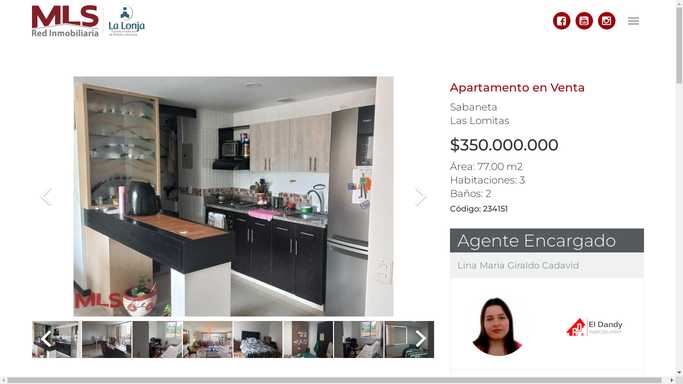 MLS
Red Inmobiliaria
La Lonja
Apartamento en Venta
Sabaneta
Las Lomitas
$350.000.000
Área: 77.00 m2
Habitaciones: 3
Baños: 2
Código: 234151
Agente Encargado
Lina Maria Giraldo Cadavid
El Dandy
MLS